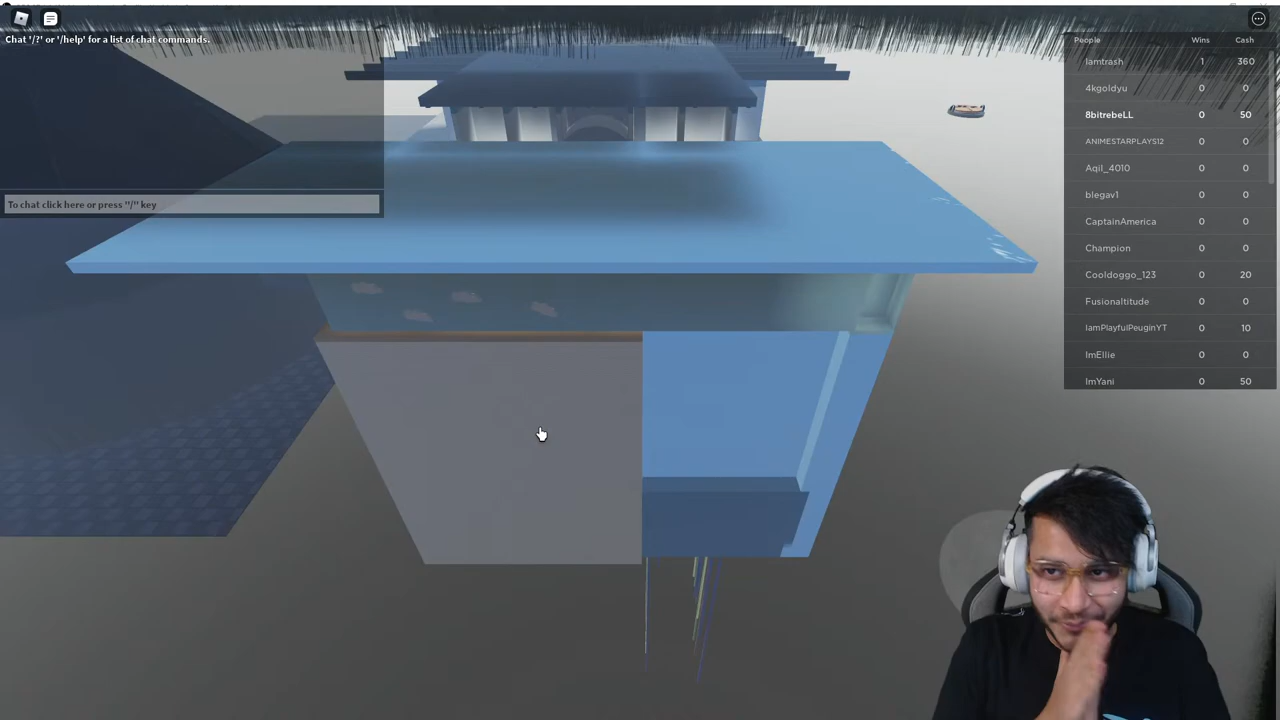 Chat '/?' or '/help' for a list of chat commands.
To chat click here or press "/" key
People Wins Cash
Iamtrash 1 360
4kgoldyu 0 0
8bitrebeLL 0 50
ANIMESTARPLAYS12 0 0
Aqil_4010 0 0
blegav1 0 0
CaptainAmerica 0 0
Champion 0 0
Cooldoggo_123 0 20
Fusionaltitude 0 0
IamPlayfulPeuginYT 0 10
ImEllie 0 0
ImYani 0 50